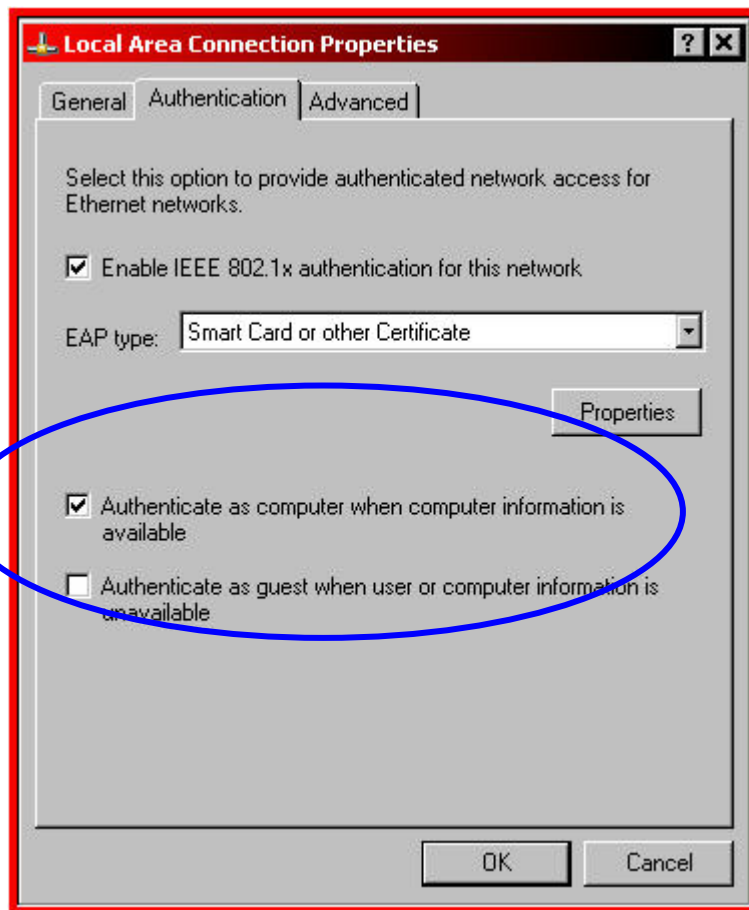 Local Area Connection Properties
General Authentication Advanced
Select this option to provide authenticated network access for
Ethernet networks.
Enable IEEE 802.1x authentication for this network
EAP type: Smart Card or other Certificate
Properties
Authenticate as computer when computer information is
available
Authenticate as guest when user or computer information is
unavailable
OK Cancel